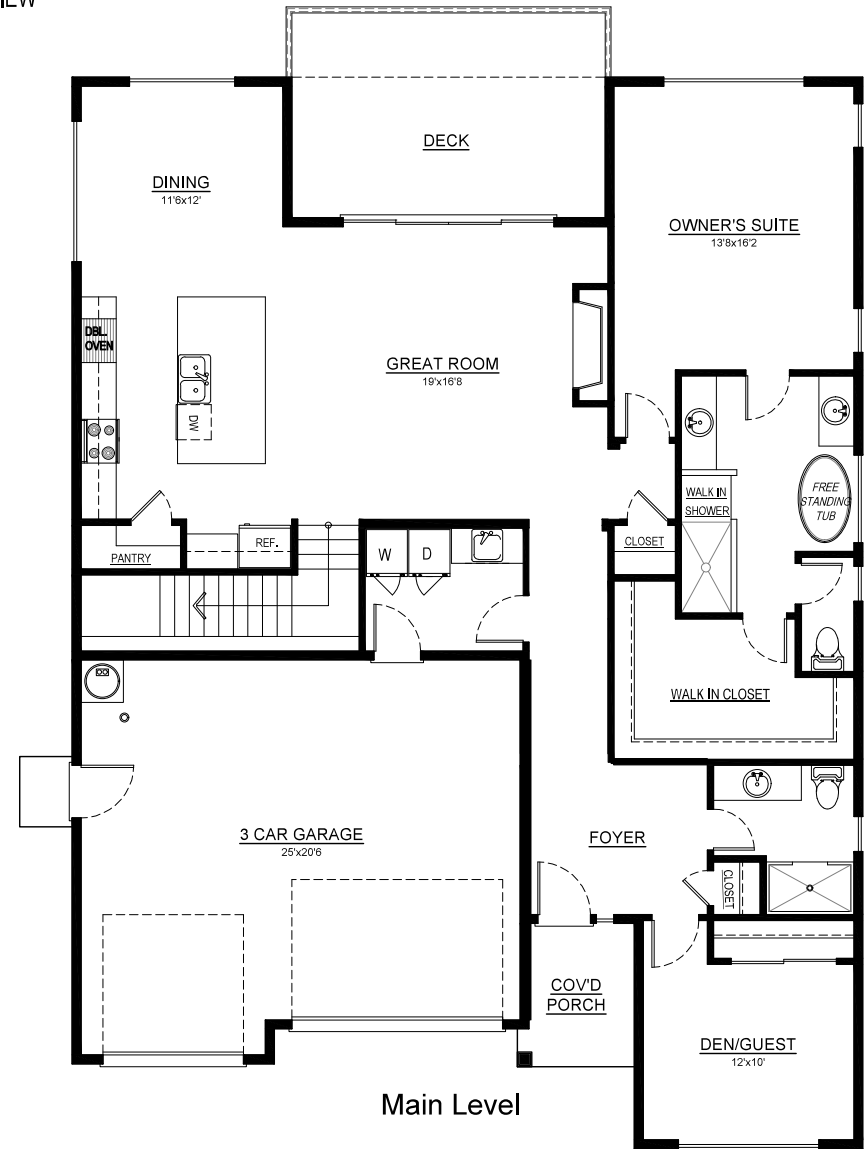 DECK
DINING
11'6x12'
OWNER'S SUITE
13'8x16'2
DBL.
OVEN
GREAT ROOM
19'x16'8
DW
WALK IN
SHOWER
FREE
STANDING
TUB
PANTRY
REF.
W
D
CLOSET
WALK IN CLOSET
3 CAR GARAGE
25'x20'6
FOYER
CLOSET
COV'D
PORCH
DEN/GUEST
12'x10'
Main Level